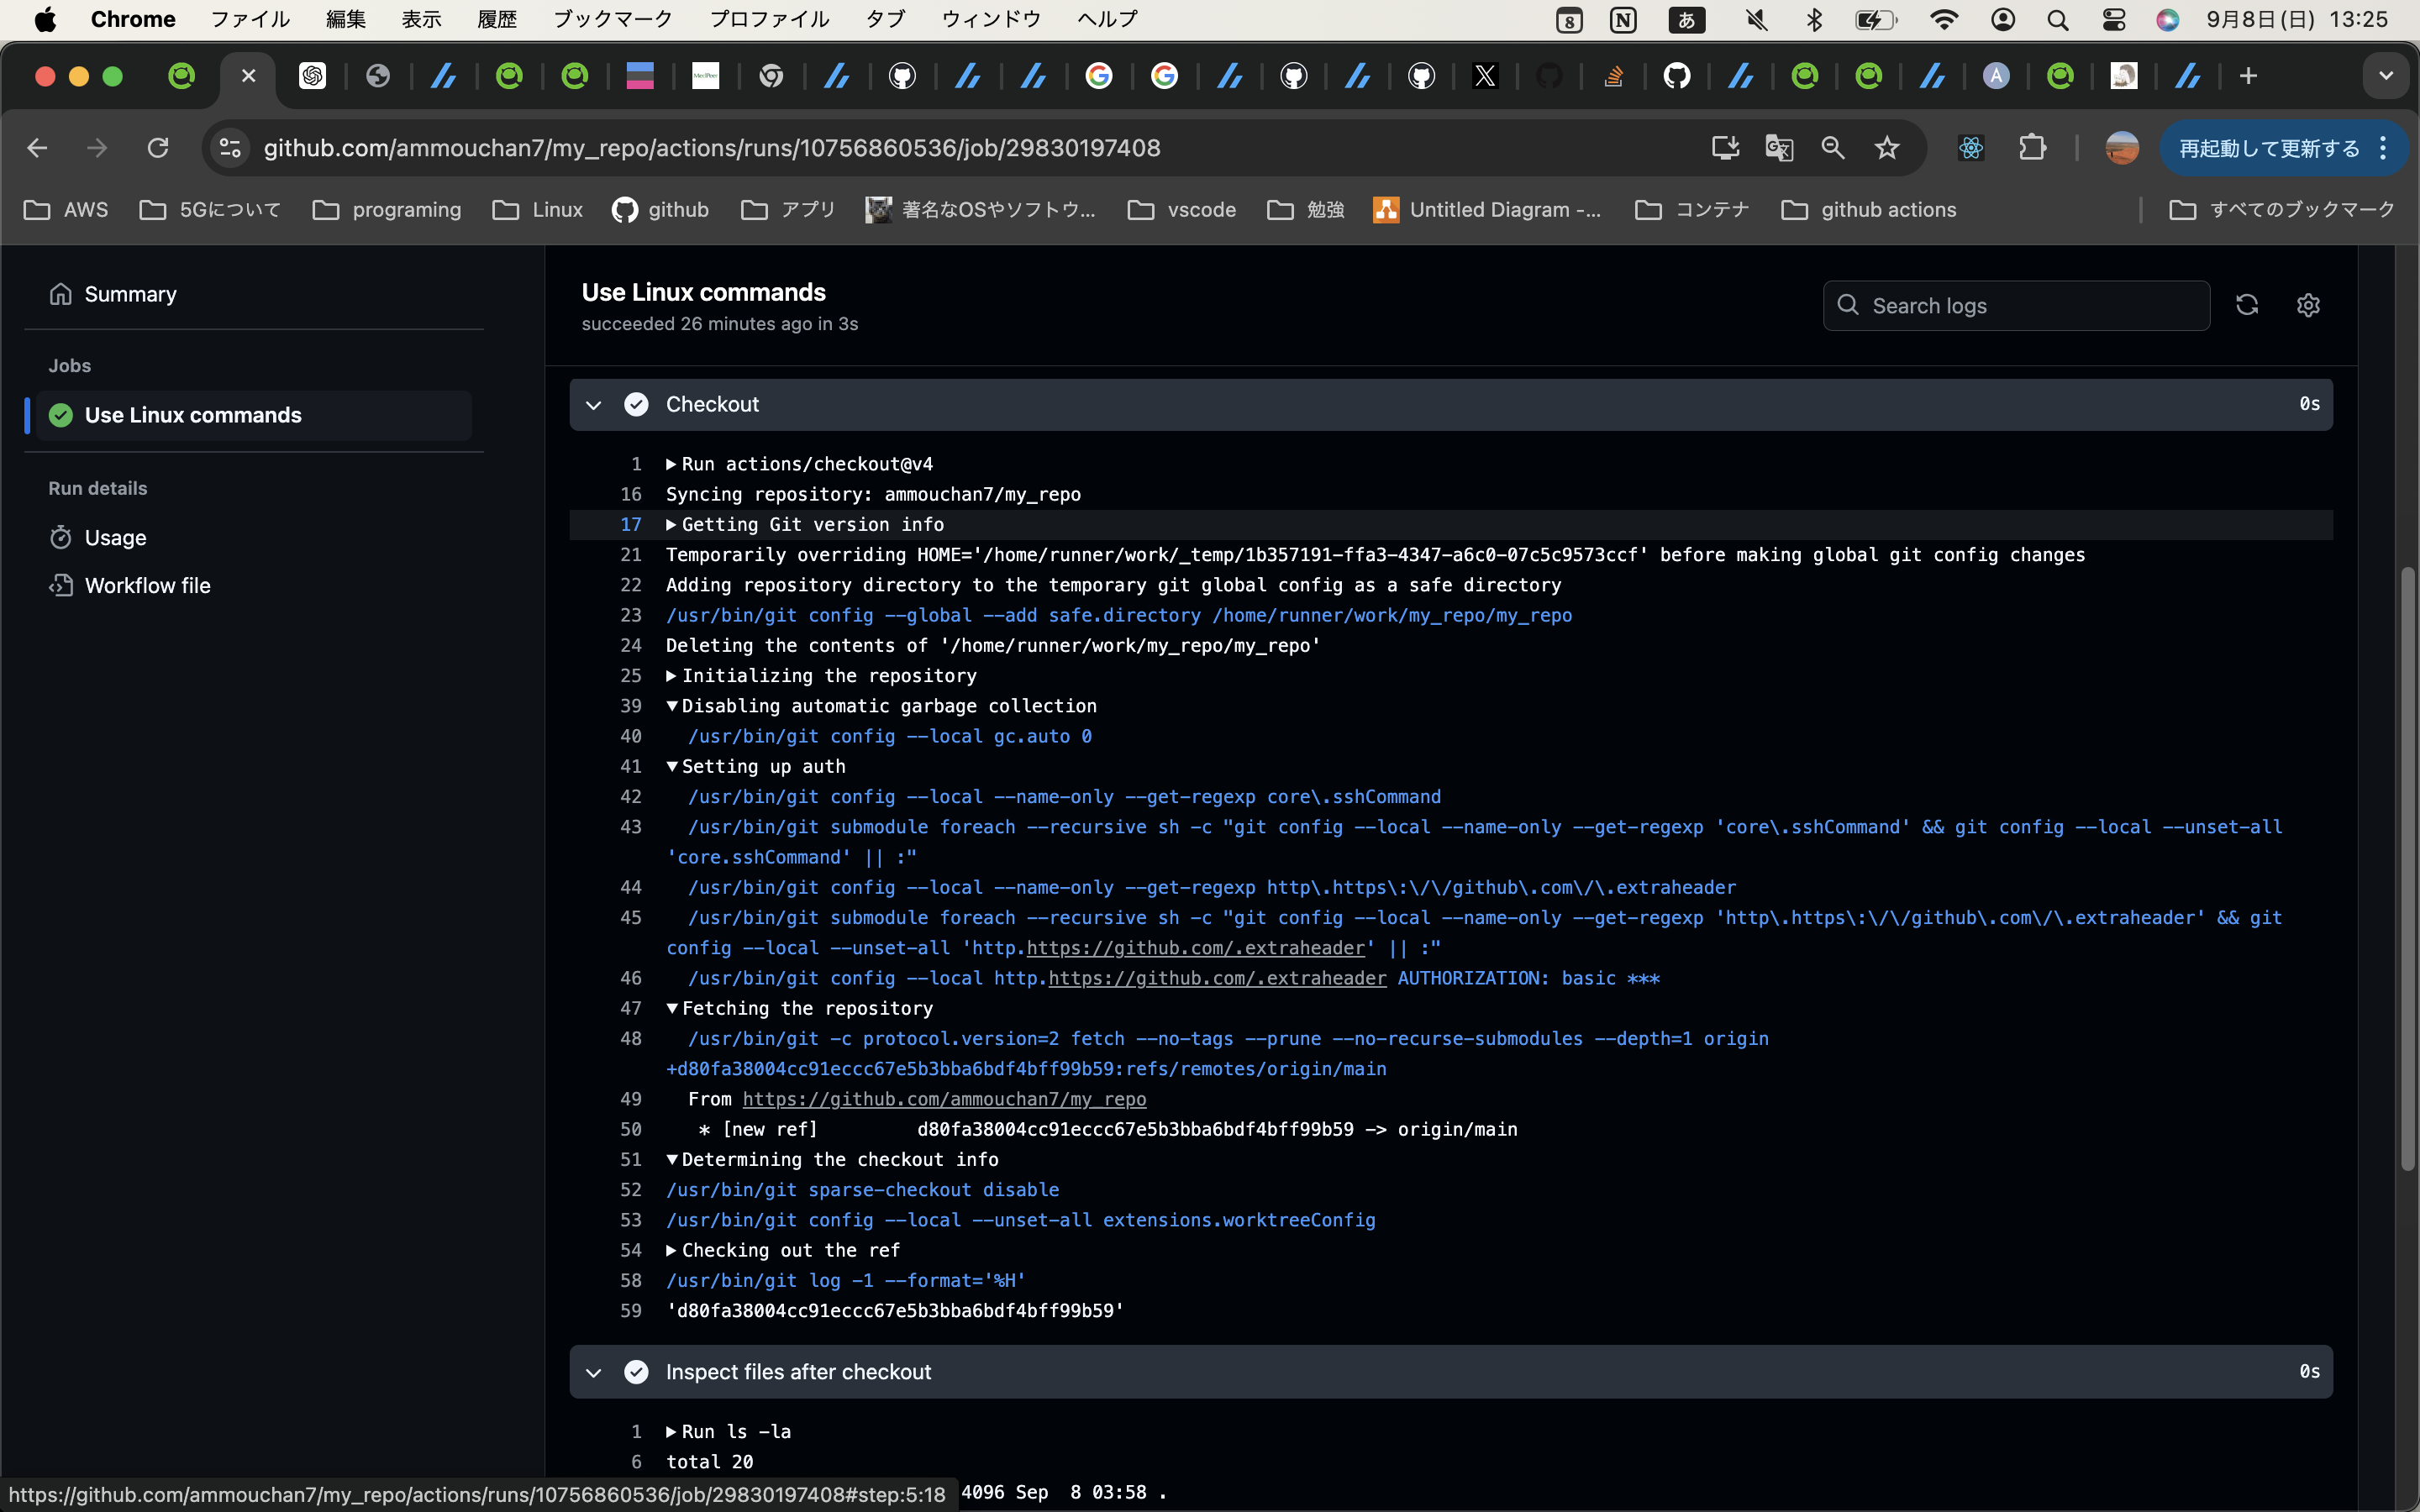 Chrome ファイル 編集 表示 履歴 ブックマーク プロファイル タブ ウィンドウ ヘルプ 8 あ 9月8日(日) 13:25
github.com/ammouchan7/my_repo/actions/runs/10756860536/job/29830197408 再起動して更新する
AWS 5Gについて programing Linux github アプリ 著名なOSやソフトウ... vscode 勉強 Untitled Diagram -... コンテナ github actions すべてのブックマーク
Summary
Jobs
Use Linux commands
Run details
Usage
Workflow file
Use Linux commands
succeeded 26 minutes ago in 3s
Search logs
Checkout 0s
1 ▶Run actions/checkout@v4
16 Syncing repository: ammouchan7/my_repo
17 ▶Getting Git version info
21 Temporarily overriding HOME='/home/runner/work/_temp/1b357191-ffa3-4347-a6c0-07c5c9573ccf' before making global git config changes
22 Adding repository directory to the temporary git global config as a safe directory
23 /usr/bin/git config --global --add safe.directory /home/runner/work/my_repo/my_repo
24 Deleting the contents of '/home/runner/work/my_repo/my_repo'
25 ▶Initializing the repository
39 ▼Disabling automatic garbage collection
40 /usr/bin/git config --local gc.auto 0
41 ▼Setting up auth
42 /usr/bin/git config --local --name-only --get-regexp core\.sshCommand
43 /usr/bin/git submodule foreach --recursive sh -c "git config --local --name-only --get-regexp 'core\.sshCommand' && git config --local --unset-all
'core.sshCommand' || :"
44 /usr/bin/git config --local --name-only --get-regexp http\.https\:\/\/github\.com\/\.extraheader
45 /usr/bin/git submodule foreach --recursive sh -c "git config --local --name-only --get-regexp 'http\.https\:\/\/github\.com\/\.extraheader' && git
config --local --unset-all 'http.https://github.com/.extraheader' || :"
46 /usr/bin/git config --local http.https://github.com/.extraheader AUTHORIZATION: basic ***
47 ▼Fetching the repository
48 /usr/bin/git -c protocol.version=2 fetch --no-tags --prune --no-recurse-submodules --depth=1 origin
+d80fa38004cc91eccc67e5b3bba6bdf4bff99b59:refs/remotes/origin/main
49 From https://github.com/ammouchan7/my_repo
50 * [new ref] d80fa38004cc91eccc67e5b3bba6bdf4bff99b59 -> origin/main
51 ▼Determining the checkout info
52 /usr/bin/git sparse-checkout disable
53 /usr/bin/git config --local --unset-all extensions.worktreeConfig
54 ▶Checking out the ref
58 /usr/bin/git log -1 --format='%H'
59 'd80fa38004cc91eccc67e5b3bba6bdf4bff99b59'
Inspect files after checkout 0s
1 ▶Run ls -la
6 total 20
4096 Sep 8 03:58 .
https://github.com/ammouchan7/my_repo/actions/runs/10756860536/job/29830197408#step:5:18